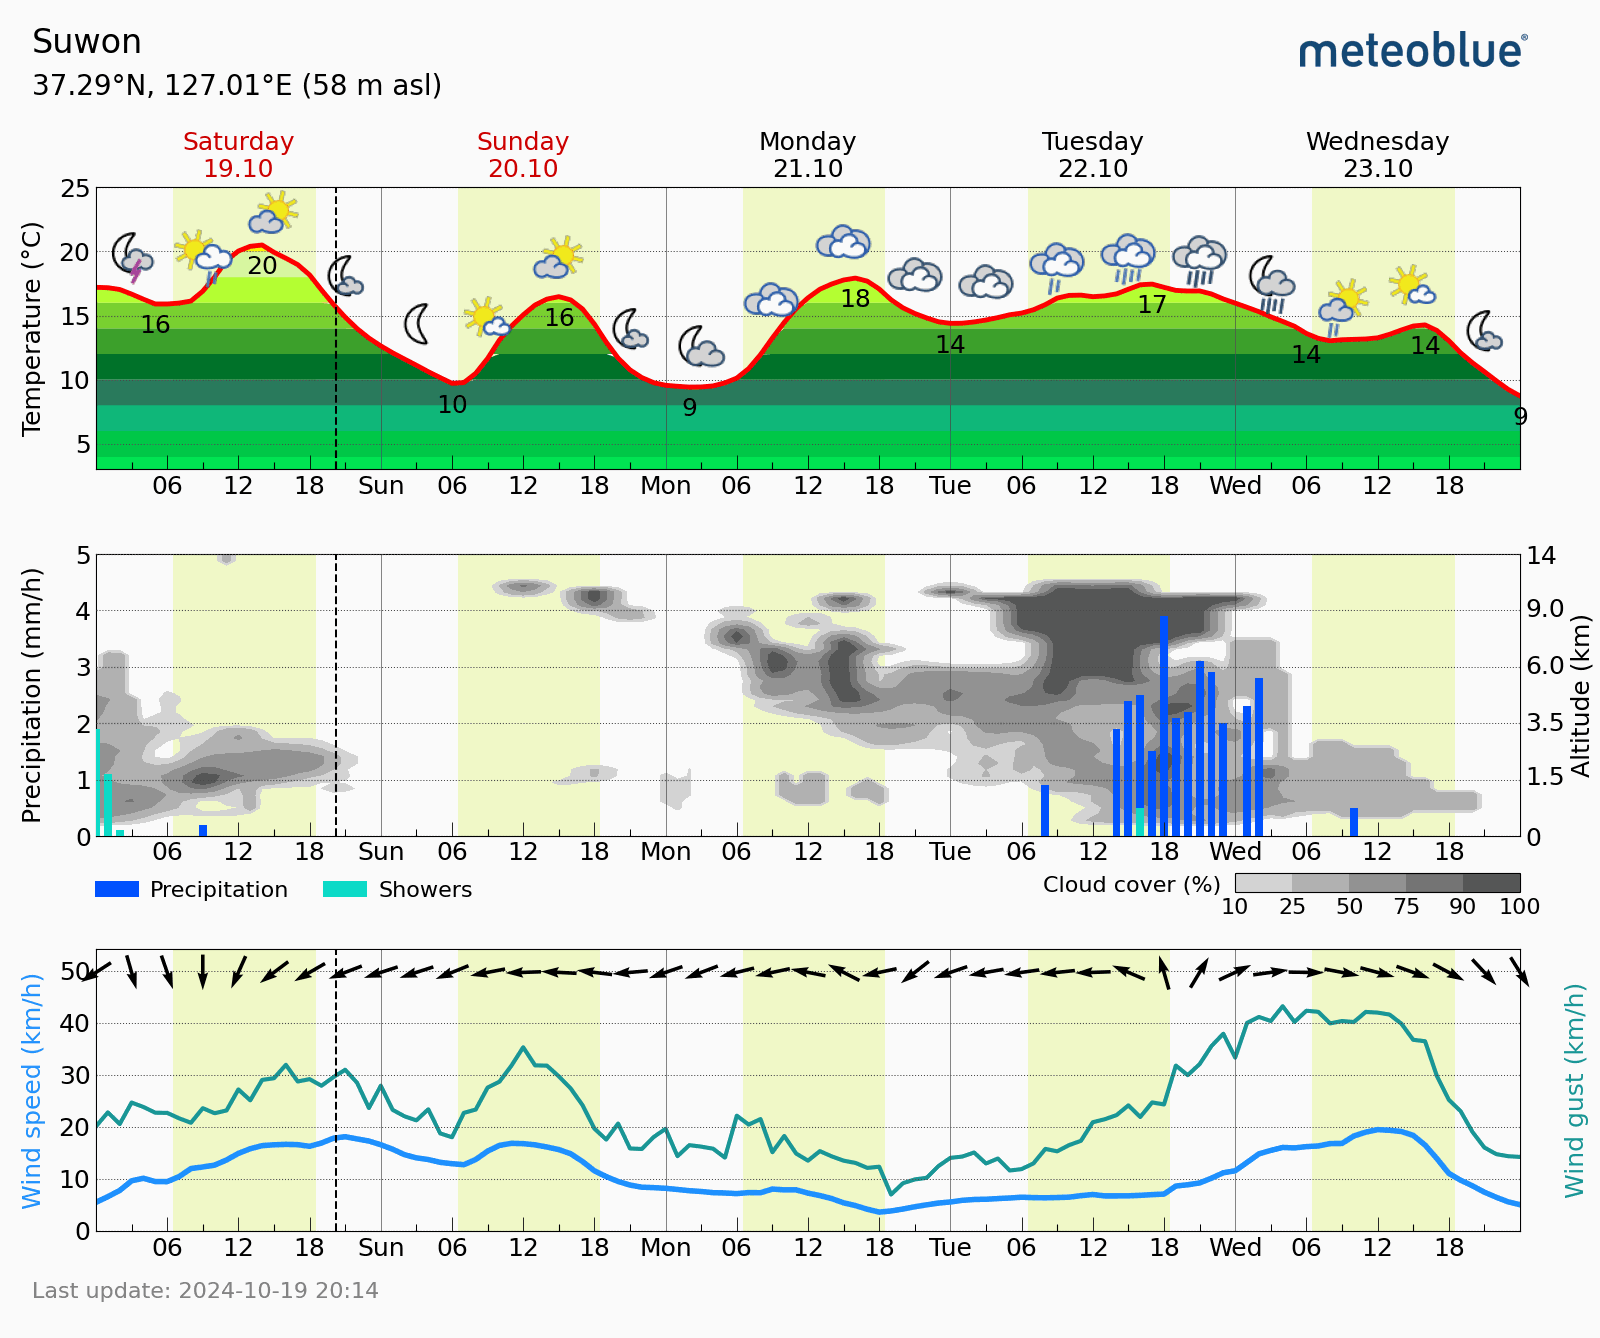 Suwon
meteoblue®
37.29°N, 127.01°E (58 m asl)
Saturday Sunday Monday Tuesday Wednesday
19.10 20.10 21.10 22.10 23.10
Temperature (°C)
25
20
15
10
5
20
16
10
16
9
18
14
17
14
14
9
06 12 18 Sun 06 12 18 Mon 06 12 18 Tue 06 12 18 Wed 06 12 18
Precipitation (mm/h)
5
4
3
2
1
0
14
9.0
6.0
3.5
1.5
0
Altitude (km)
06 12 18 Sun 06 12 18 Mon 06 12 18 Tue 06 12 18 Wed 06 12 18
Precipitation Showers
Cloud cover (%)
10 25 50 75 90 100
Wind speed (km/h)
50
40
30
20
10
0
Wind gust (km/h)
06 12 18 Sun 06 12 18 Mon 06 12 18 Tue 06 12 18 Wed 06 12 18
Last update: 2024-10-19 20:14